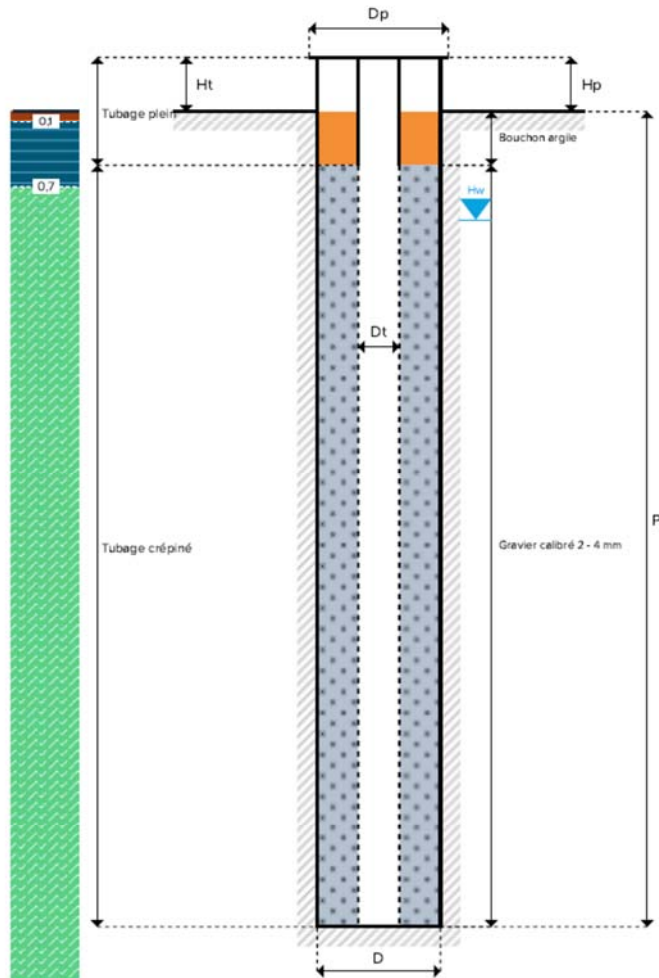 Dp
Ht
Hp
Tubage plein
0,1
Bouchon argile
0,7
Hw
Dt
P
Tubage crépiné
Gravier calibré 2 - 4 mm
D